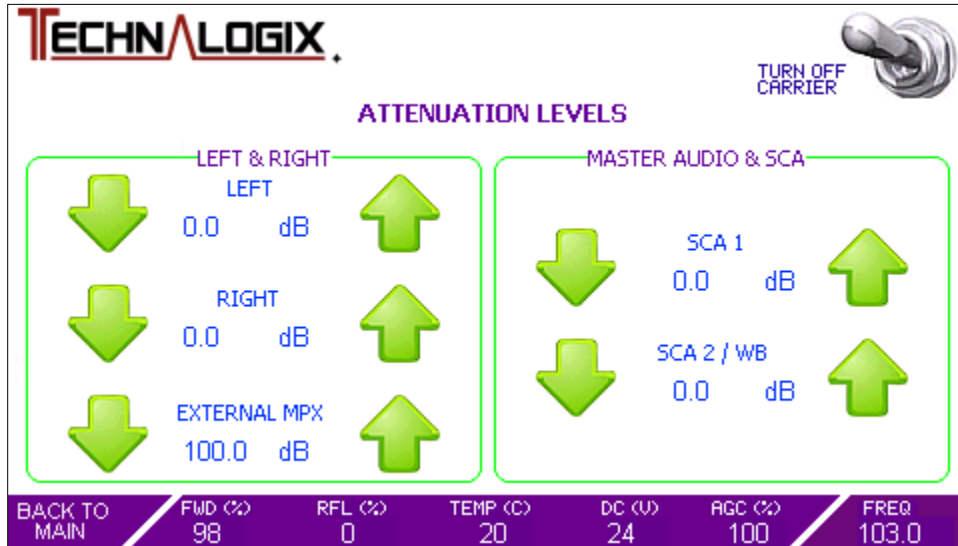 TECHNALOGIX
TURN OFF
CARRIER
ATTENUATION LEVELS
LEFT & RIGHT
LEFT
0.0 dB
RIGHT
0.0 dB
EXTERNAL MPX
100.0 dB
MASTER AUDIO & SCA
SCA 1
0.0 dB
SCA 2 / WB
0.0 dB
BACK TO
MAIN
FWD (%)
98
RFL (%)
0
TEMP (C)
20
DC (V)
24
AGC (%)
100
FREQ
103.0